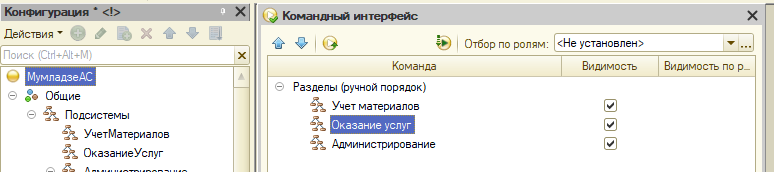 Конфигурация * <!>
Действия
Поиск (Ctrl+Alt+M)
МумладзеАС
Общие
Подсистемы
УчетМатериалов
ОказаниеУслуг
Администрирование
Командный интерфейс
Отбор по ролям: <Не установлен>
Команда Видимость Видимость по р...
Разделы (ручной порядок)
Учет материалов
Оказание услуг
Администрирование